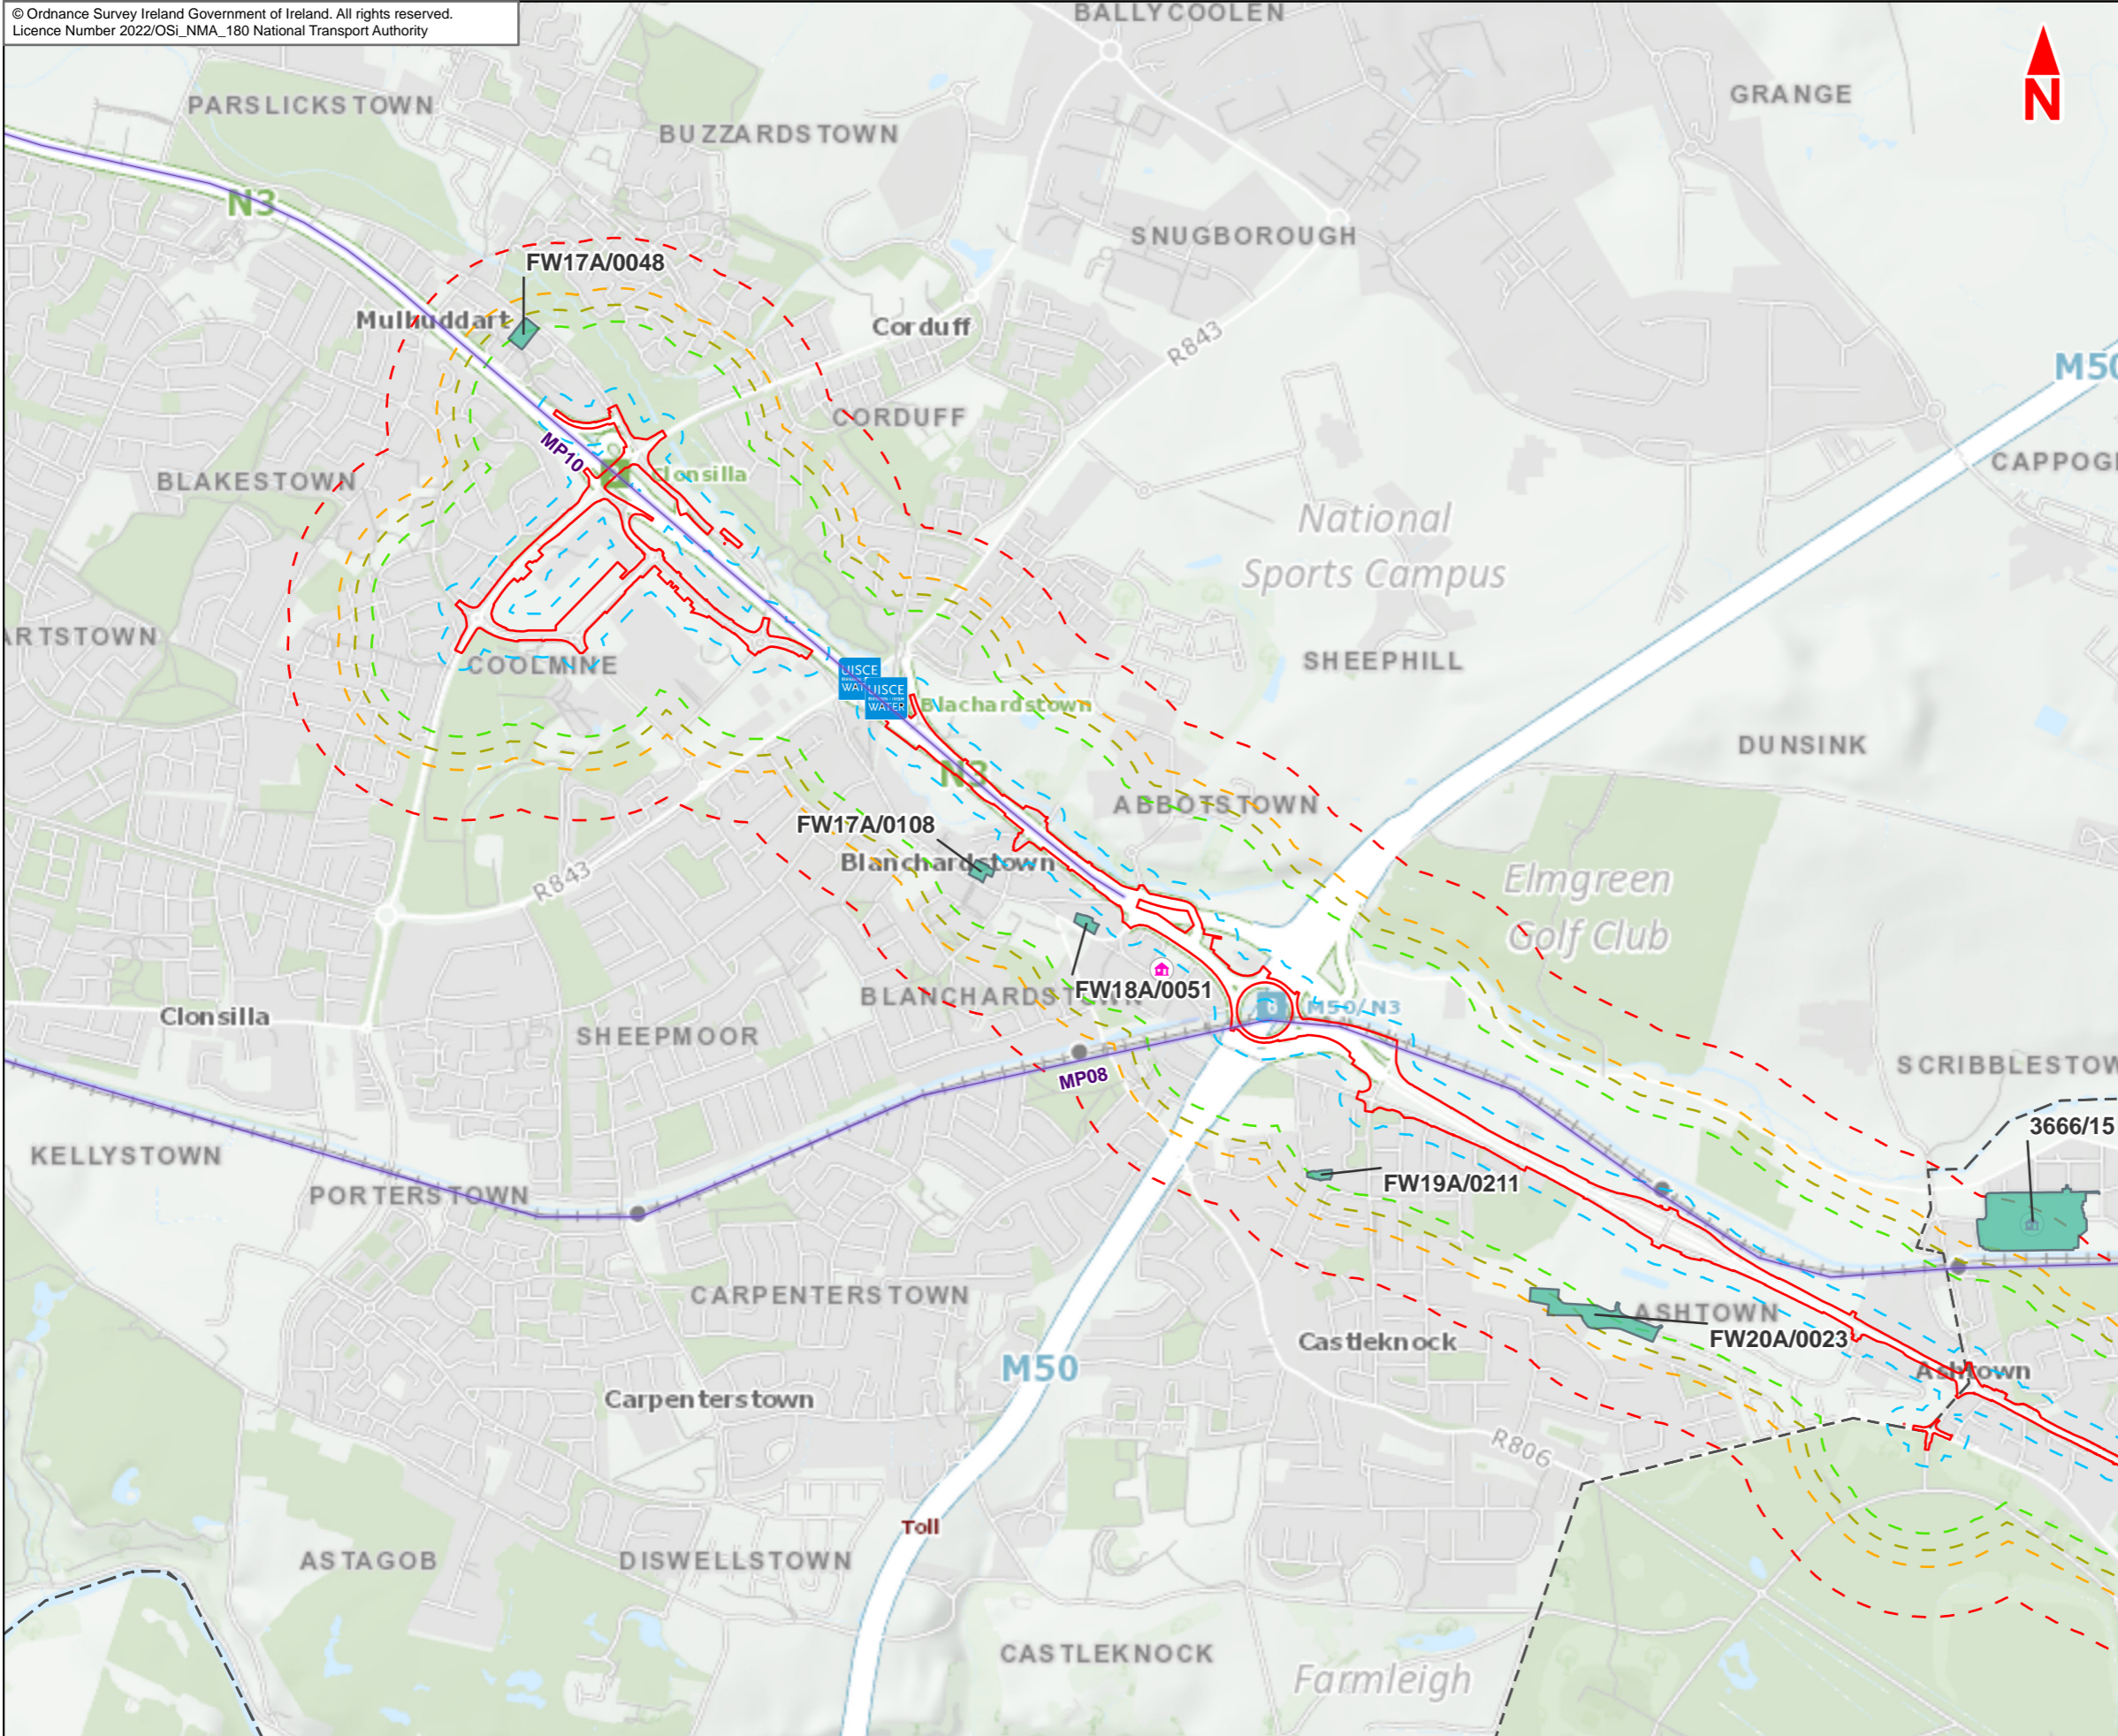 © Ordnance Survey Ireland Government of Ireland. All rights reserved.
Licence Number 2022/OSi_NMA_180 National Transport Authority
BALLYCOOLEN
N
GRANGE
PARSLICKSTOWN
BUZZARDSTOWN
N3
SNUGBOROUGH
FW17A/0048
Mulhuddart
Corduff
R843
M50
CORDUFF
MP10
BLAKESTOWN
Clonsilla
National
Sports Campus
COOLMINE
SHEEPHILL
UISCE
UISCE
WATER
Blachardstown
DUNSINK
N3
ABBOTSTOWN
FW17A/0108
Blanchardstown
R843
Elmgreen
Golf Club
FW18A/0051
BLANCHARDSTOWN
M50/N3
Clonsilla
SHEEPMOOR
MP08
3666/15
KELLYSTOWN
PORTERSTOWN
FW19A/0211
CARPENTERSTOWN
ASHTOWN
FW20A/0023
Castleknock
M50
Ashtown
Carpenterstown
R806
Toll
ASTAGOB
DISWELLSTOWN
CASTLEKNOCK
Farmleigh